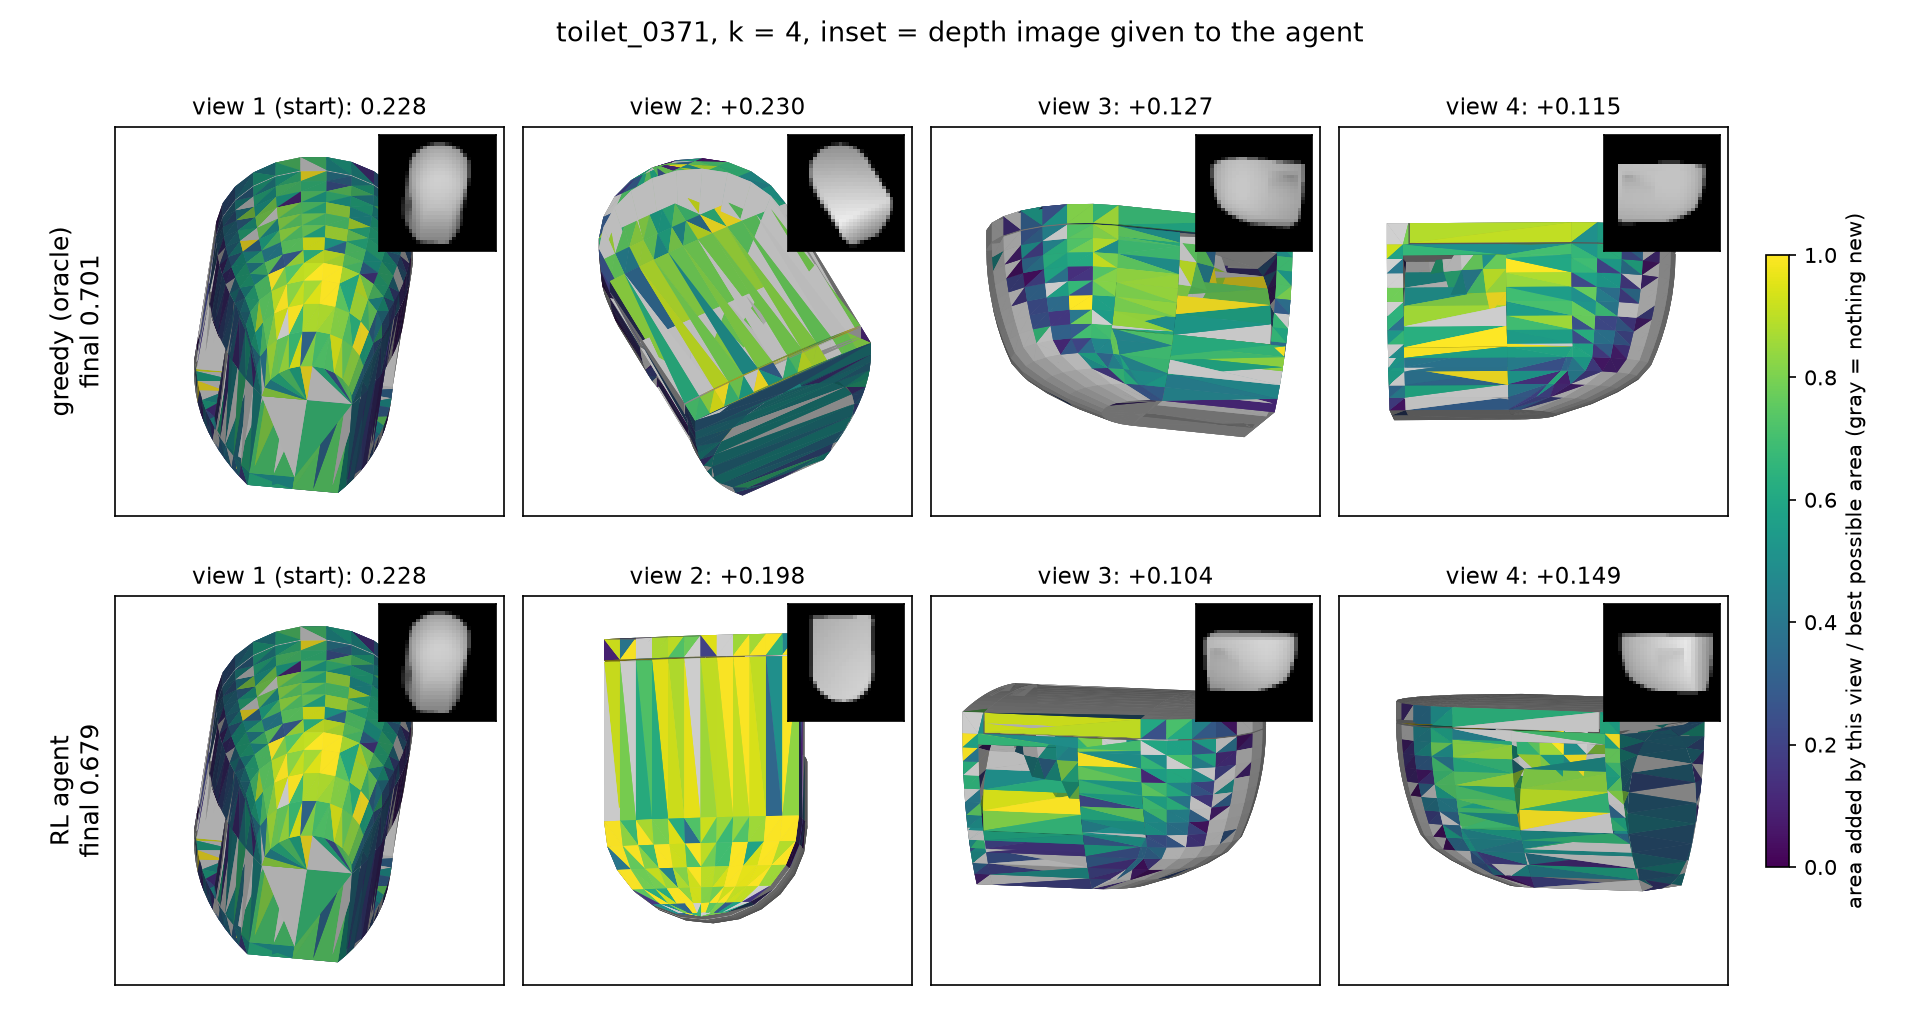 toilet_0371, k = 4, inset = depth image given to the agent
view 1 (start): 0.228
view 2: +0.230
view 3: +0.127
view 4: +0.115
greedy (oracle)
final 0.701
view 1 (start): 0.228
view 2: +0.198
view 3: +0.104
view 4: +0.149
RL agent
final 0.679
1.0
0.8
0.6
0.4
0.2
0.0
area added by this view / best possible area (gray = nothing new)